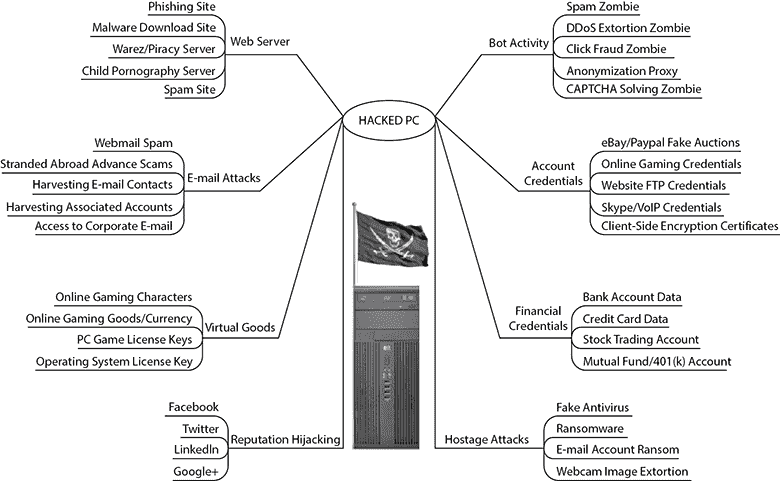 HACKED PC
Web Server
Phishing Site
Malware Download Site
Warez/Piracy Server
Child Pornography Server
Spam Site
E-mail Attacks
Webmail Spam
Stranded Abroad Advance Scams
Harvesting E-mail Contacts
Harvesting Associated Accounts
Access to Corporate E-mail
Virtual Goods
Online Gaming Characters
Online Gaming Goods/Currency
PC Game License Keys
Operating System License Key
Reputation Hijacking
Facebook
Twitter
LinkedIn
Google+
Bot Activity
Spam Zombie
DDoS Extortion Zombie
Click Fraud Zombie
Anonymization Proxy
CAPTCHA Solving Zombie
Account
Credentials
eBay/Paypal Fake Auctions
Online Gaming Credentials
Website FTP Credentials
Skype/VoIP Credentials
Client-Side Encryption Certificates
Financial
Credentials
Bank Account Data
Credit Card Data
Stock Trading Account
Mutual Fund/401(k) Account
Hostage Attacks
Fake Antivirus
Ransomware
E-mail Account Ransom
Webcam Image Extortion